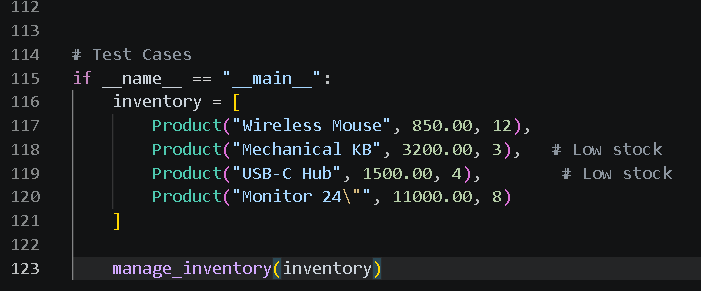 112
113
114 # Test Cases
115 if __name__ == "__main__":
116     inventory = [
117         Product("Wireless Mouse", 850.00, 12),
118         Product("Mechanical KB", 3200.00, 3),   # Low stock
119         Product("USB-C Hub", 1500.00, 4),        # Low stock
120         Product("Monitor 24\"", 11000.00, 8)
121     ]
122
123     manage_inventory(inventory)